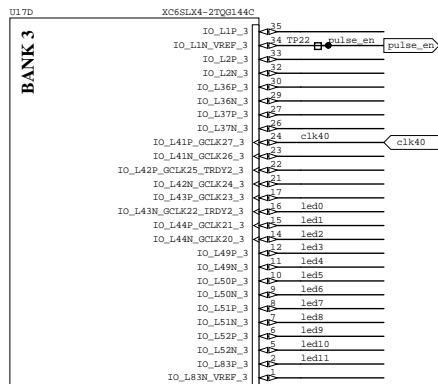 U17D XC6SLX4-2TQG144C
BANK 3
IO_L1P_3 35
IO_L1N_VREF_3 34 TP22 pulse_en pulse_en
IO_L2P_3 33
IO_L2N_3 32
IO_L36P_3 30
IO_L36N_3 29
IO_L37P_3 27
IO_L37N_3 26
IO_L41P_GCLK27_3 24 clk40 clk40
IO_L41N_GCLK26_3 23
IO_L42P_GCLK25_TRDY2_3 22
IO_L42N_GCLK24_3 21
IO_L43P_GCLK23_3 17
IO_L43N_GCLK22_IRDY2_3 16 led0
IO_L44P_GCLK21_3 15 led1
IO_L44N_GCLK20_3 14 led2
IO_L49P_3 12 led3
IO_L49N_3 11 led4
IO_L50P_3 10 led5
IO_L50N_3 9 led6
IO_L51P_3 8 led7
IO_L51N_3 7 led8
IO_L52P_3 6 led9
IO_L52N_3 5 led10
IO_L83P_3 2 led11
IO_L83N_VREF_3 1